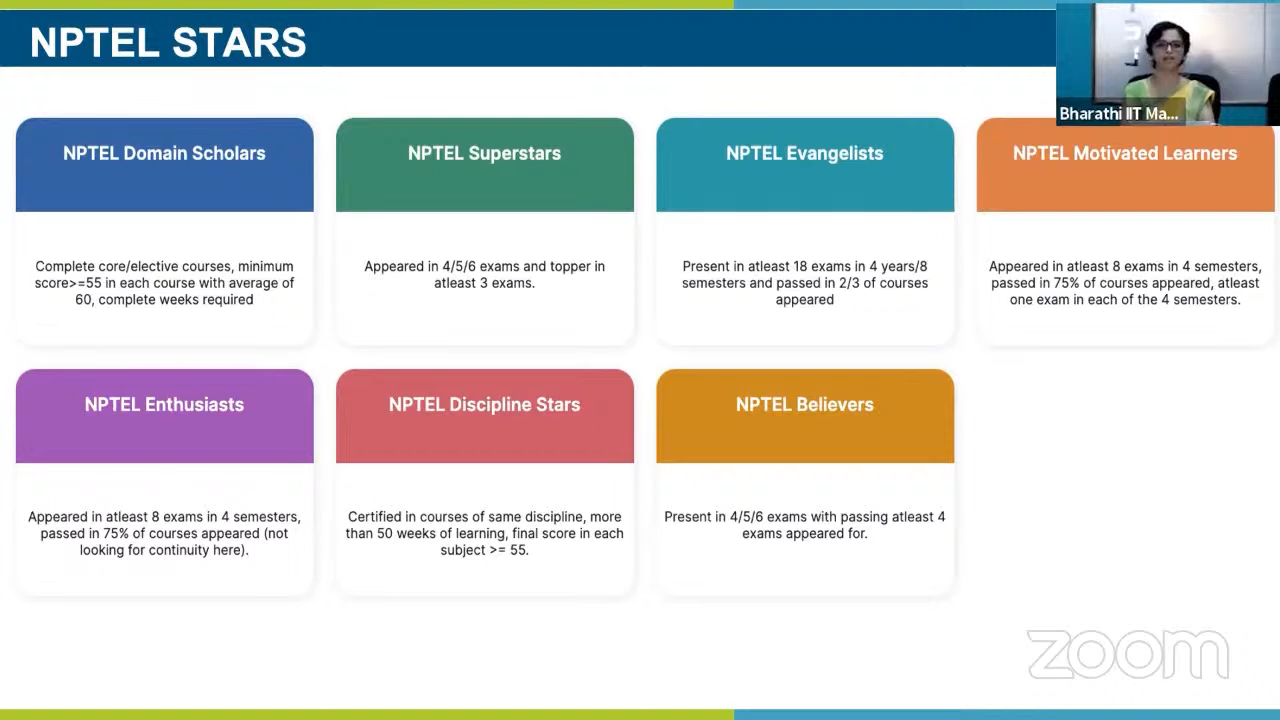 NPTEL STARS
Bharathi IIT Ma...
NPTEL Domain Scholars
Complete core/elective courses, minimum
score>=55 in each course with average of
60, complete weeks required
NPTEL Superstars
Appeared in 4/5/6 exams and topper in
atleast 3 exams.
NPTEL Evangelists
Present in atleast 18 exams in 4 years/8
semesters and passed in 2/3 of courses
appeared
NPTEL Motivated Learners
Appeared in atleast 8 exams in 4 semesters,
passed in 75% of courses appeared, atleast
one exam in each of the 4 semesters.
NPTEL Enthusiasts
Appeared in atleast 8 exams in 4 semesters,
passed in 75% of courses appeared (not
looking for continuity here).
NPTEL Discipline Stars
Certified in courses of same discipline, more
than 50 weeks of learning, final score in each
subject >= 55.
NPTEL Believers
Present in 4/5/6 exams with passing atleast 4
exams appeared for.
zoom